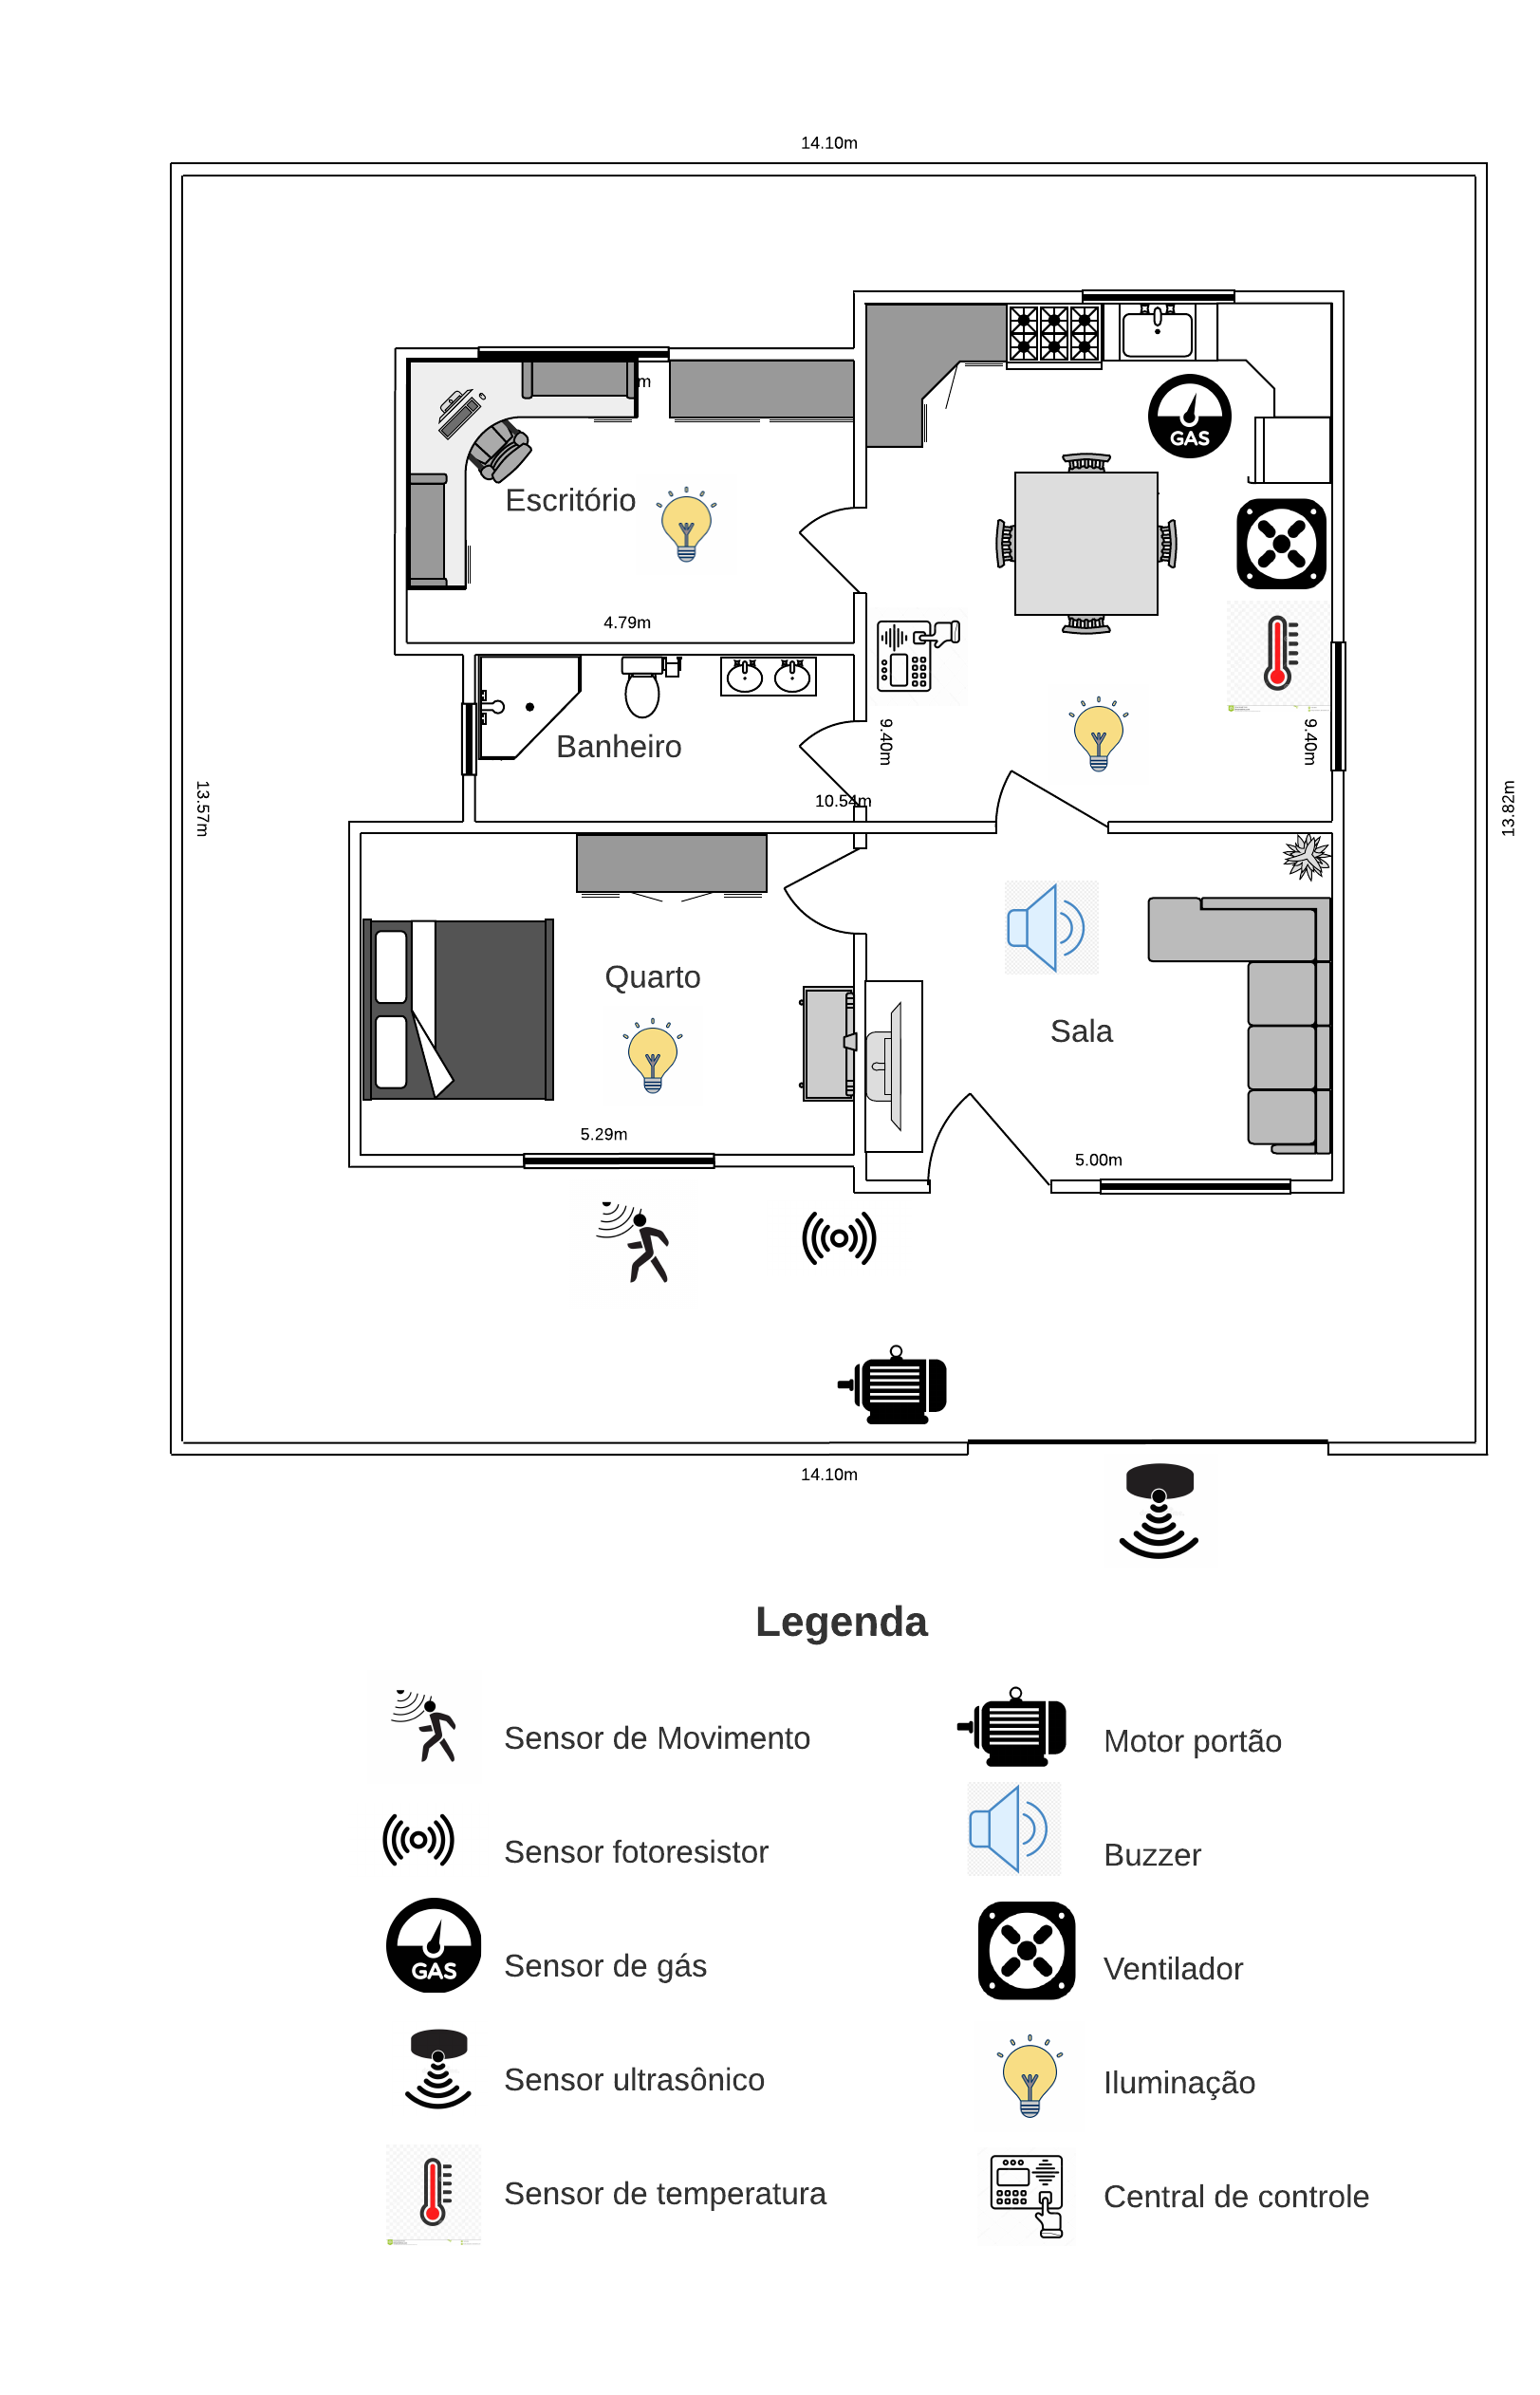 14.10m
m
GAS
Escritório
4.79m
Banheiro
9.40m
9.40m
10.54m
13.57m
13.82m
Quarto
Sala
5.29m
5.00m
14.10m
Legenda
Sensor de Movimento
Motor portão
Sensor fotoresistor
Buzzer
GAS
Sensor de gás
Ventilador
Sensor ultrasônico
Iluminação
Sensor de temperatura
Central de controle